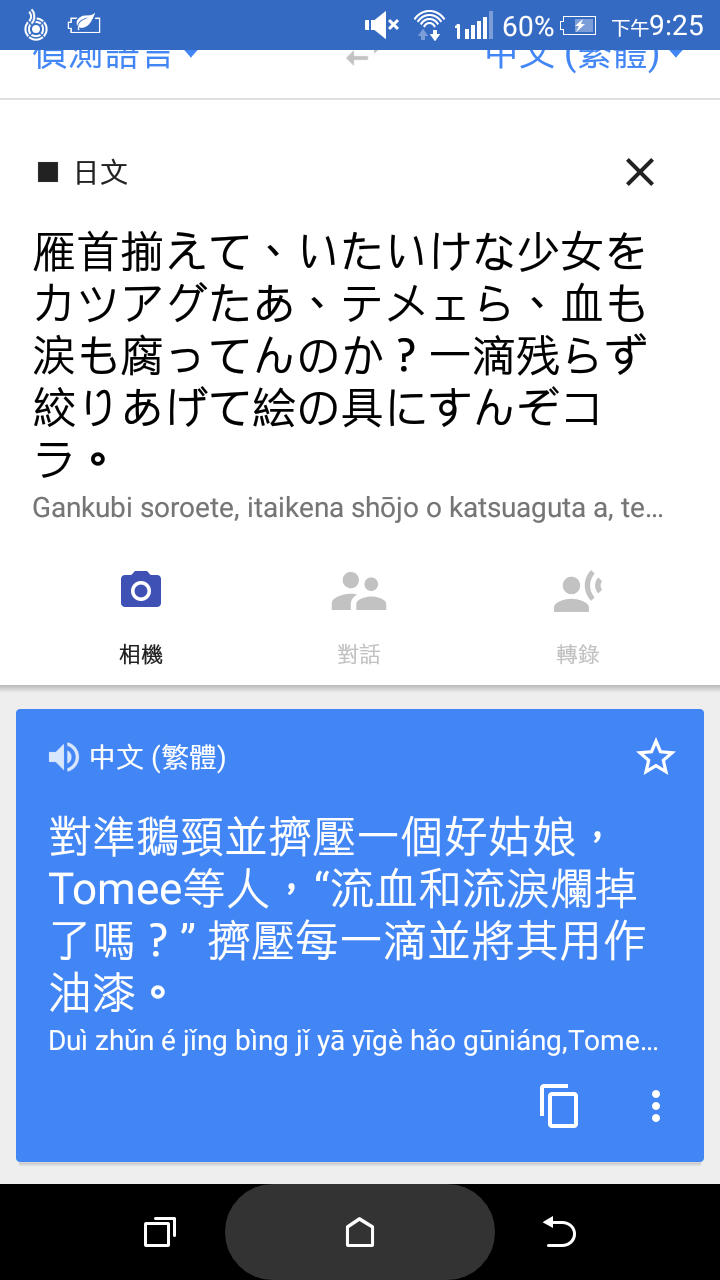 60% 下午9:25
偵測語言 中文 (繁體)
日文
雁首揃えて、いたいけな少女を
カツアグたあ、テメェら、血も
涙も腐ってんのか？一滴残らず
絞りあげて絵の具にすんぞコ
ラ。
Gankubi soroete, itaikena shōjo o katsuaguta a, te…
相機 對話 轉錄
中文 (繁體)
對準鵝頸並擠壓一個好姑娘，
Tomee等人，“流血和流淚爛掉
了嗎？” 擠壓每一滴並將其用作
油漆。
Duì zhǔn é jǐng bìng jǐ yā yīgè hǎo gūniáng,Tome…